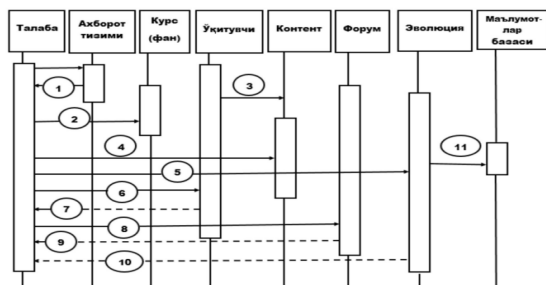 Талаба
Ахборот
тизими
Курс
(фан)
Ўқитувчи
Контент
Форум
Эволюция
Маълумот-
лар
базаси
1
2
3
4
5
6
7
8
9
10
11